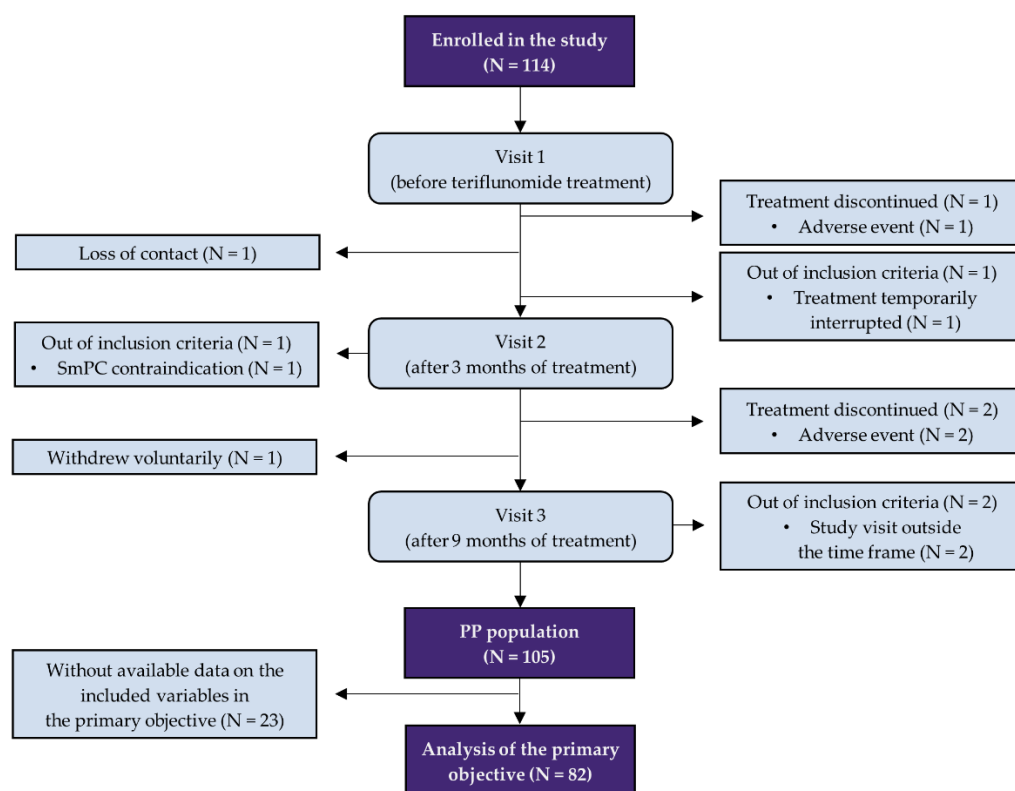 Enrolled in the study
(N = 114)
Visit 1
(before teriflunomide treatment)
Treatment discontinued (N = 1)
• Adverse event (N = 1)
Loss of contact (N = 1)
Out of inclusion criteria (N = 1)
• Treatment temporarily
interrupted (N = 1)
Out of inclusion criteria (N = 1)
• SmPC contraindication (N = 1)
Visit 2
(after 3 months of treatment)
Treatment discontinued (N = 2)
• Adverse event (N = 2)
Withdrew voluntarily (N = 1)
Visit 3
(after 9 months of treatment)
Out of inclusion criteria (N = 2)
• Study visit outside
the time frame (N = 2)
PP population
(N = 105)
Without available data on the
included variables in
the primary objective (N = 23)
Analysis of the primary
objective (N = 82)